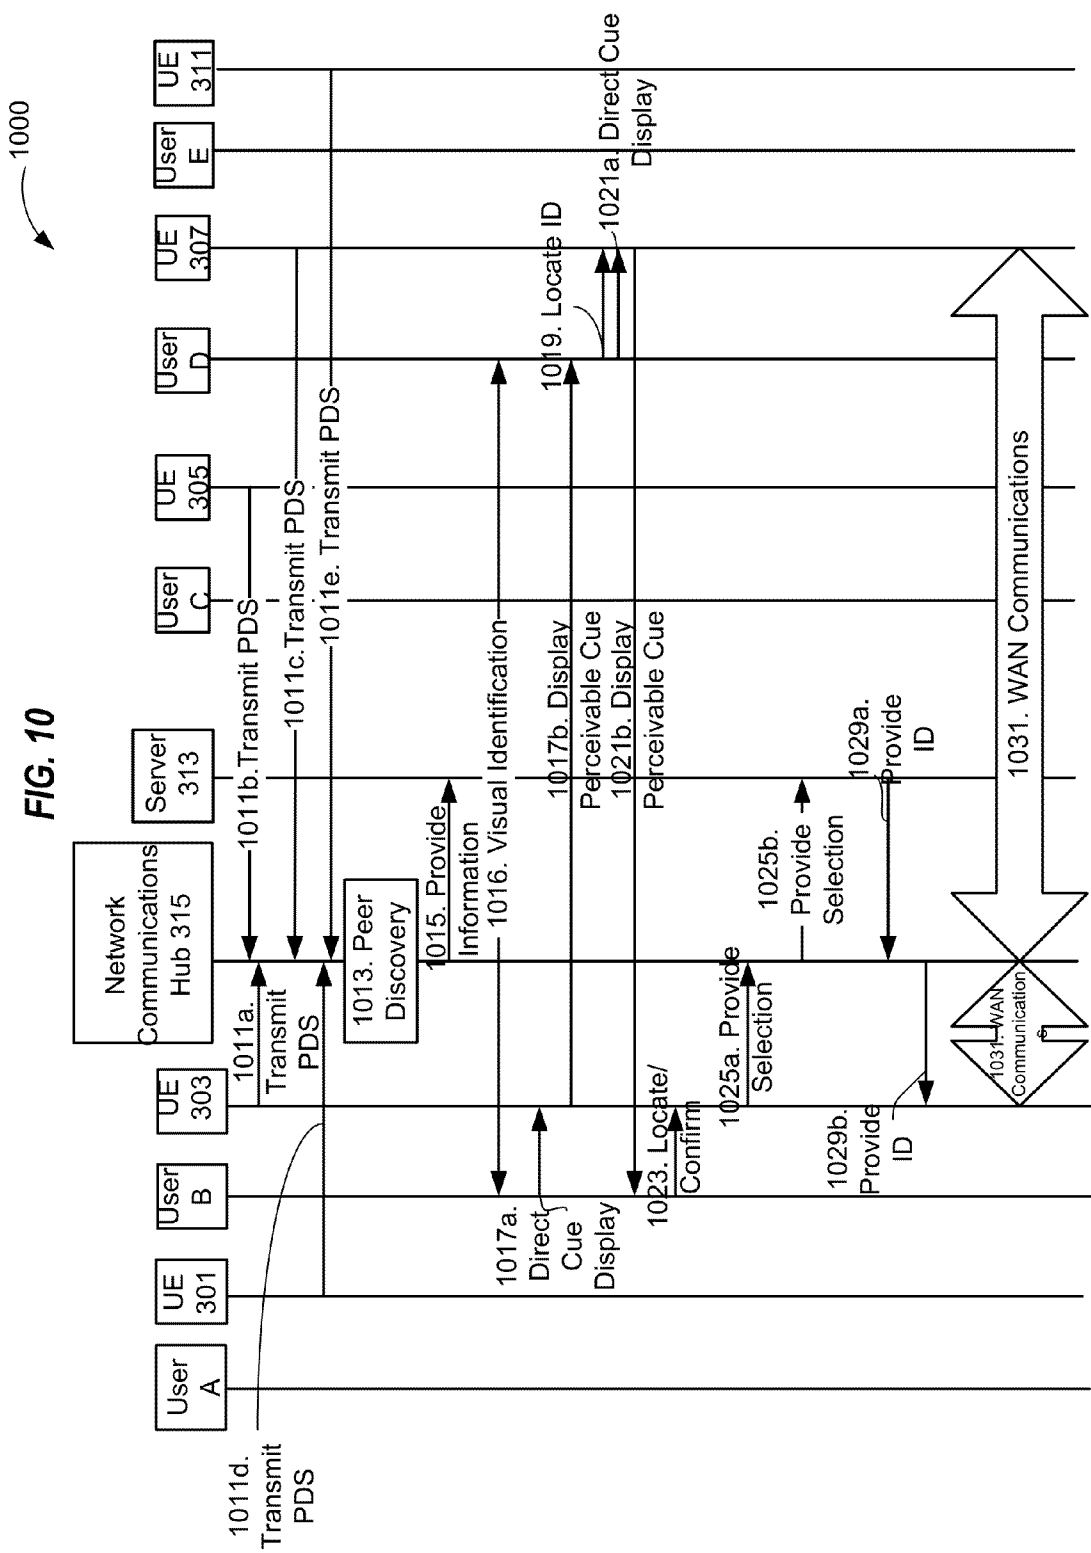 FIG. 10
1000
User
A
UE
301
User
B
UE
303
Network
Communications
Hub 315
Server
313
User
C
UE
305
User
D
UE
307
User
E
UE
311
1011a.
Transmit
PDS
1011b.Transmit PDS
1011c.Transmit PDS
1011d.
Transmit
PDS
1011e. Transmit PDS
1013. Peer
Discovery
1015. Provide
Information
1016. Visual Identification
1017a.
Direct
Cue
Display
1017b. Display
Perceivable Cue
1019. Locate ID
1021a. Direct Cue
Display
1021b. Display
Perceivable Cue
1023. Locate/
Confirm
1025a. Provide
Selection
1025b.
Provide
Selection
1029a.
Provide
ID
1029b.
Provide
ID
1031. WAN
Communication
s
1031. WAN Communications